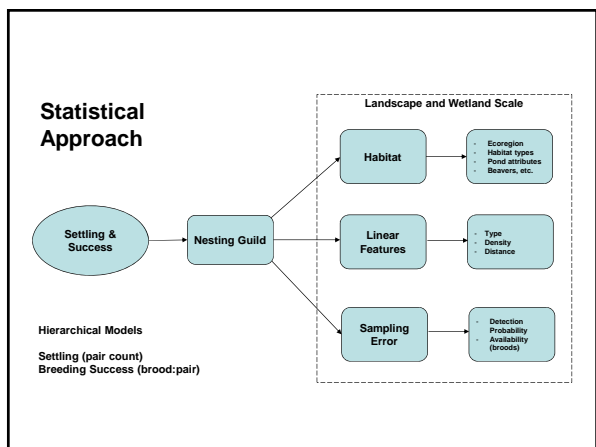 Statistical
Approach
Landscape and Wetland Scale
Settling &
Success
Nesting Guild
Habitat
- Ecoregion
- Habitat types
- Pond attributes
- Beavers, etc.
Linear
Features
- Type
- Density
- Distance
Sampling
Error
- Detection
Probability
- Availability
(broods)
Hierarchical Models
Settling (pair count)
Breeding Success (brood:pair)